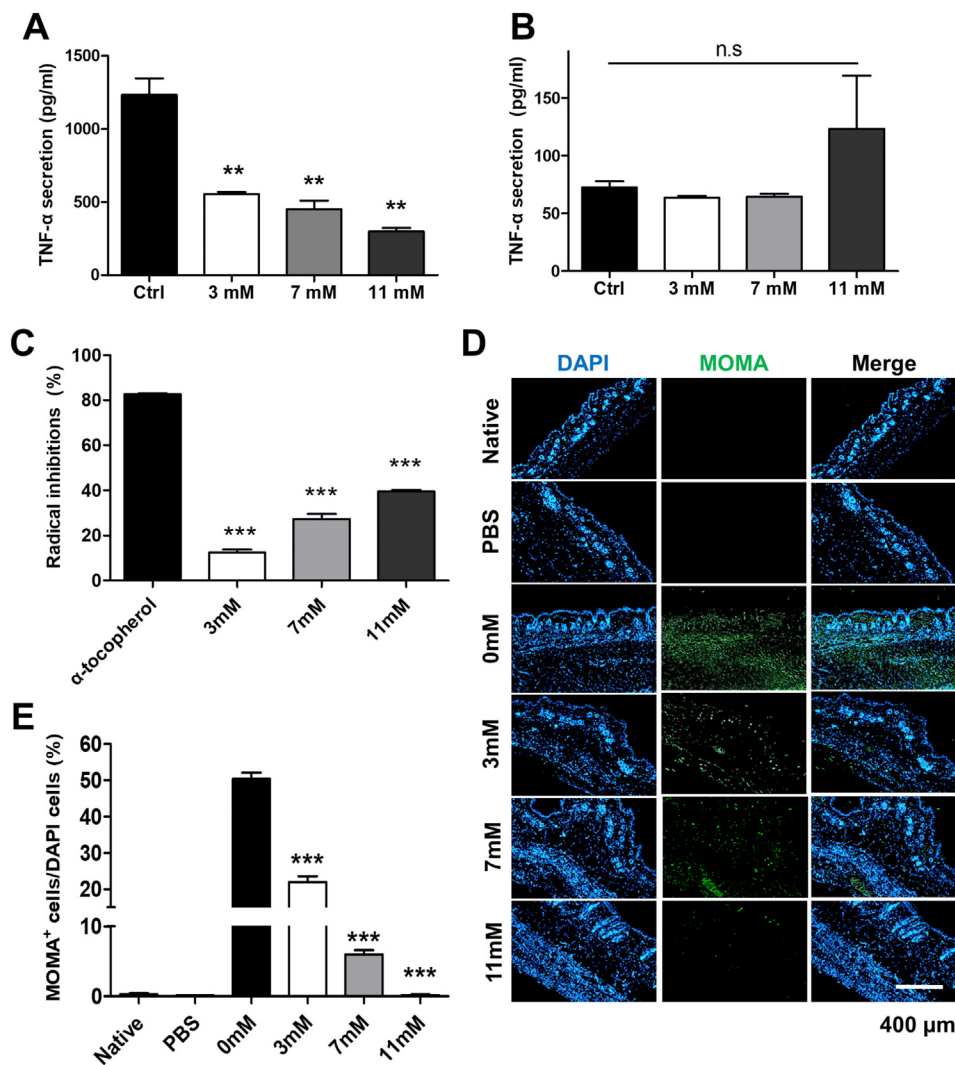 A
TNF-α secretion (pg/ml)
1500
1000
500
0
**
**
**
Ctrl 3 mM 7 mM 11 mM
B
TNF-α secretion (pg/ml)
150
100
50
0
n.s
Ctrl 3 mM 7 mM 11 mM
C
Radical inhibitions (%)
100
80
60
40
20
0
***
***
***
α-tocopherol 3mM 7mM 11mM
D
DAPI MOMA Merge
Native
PBS
0mM
3mM
7mM
11mM
400 μm
E
MOMA⁺ cells/DAPI cells (%)
60
50
40
30
20
10
0
***
***
***
Native PBS 0mM 3mM 7mM 11mM